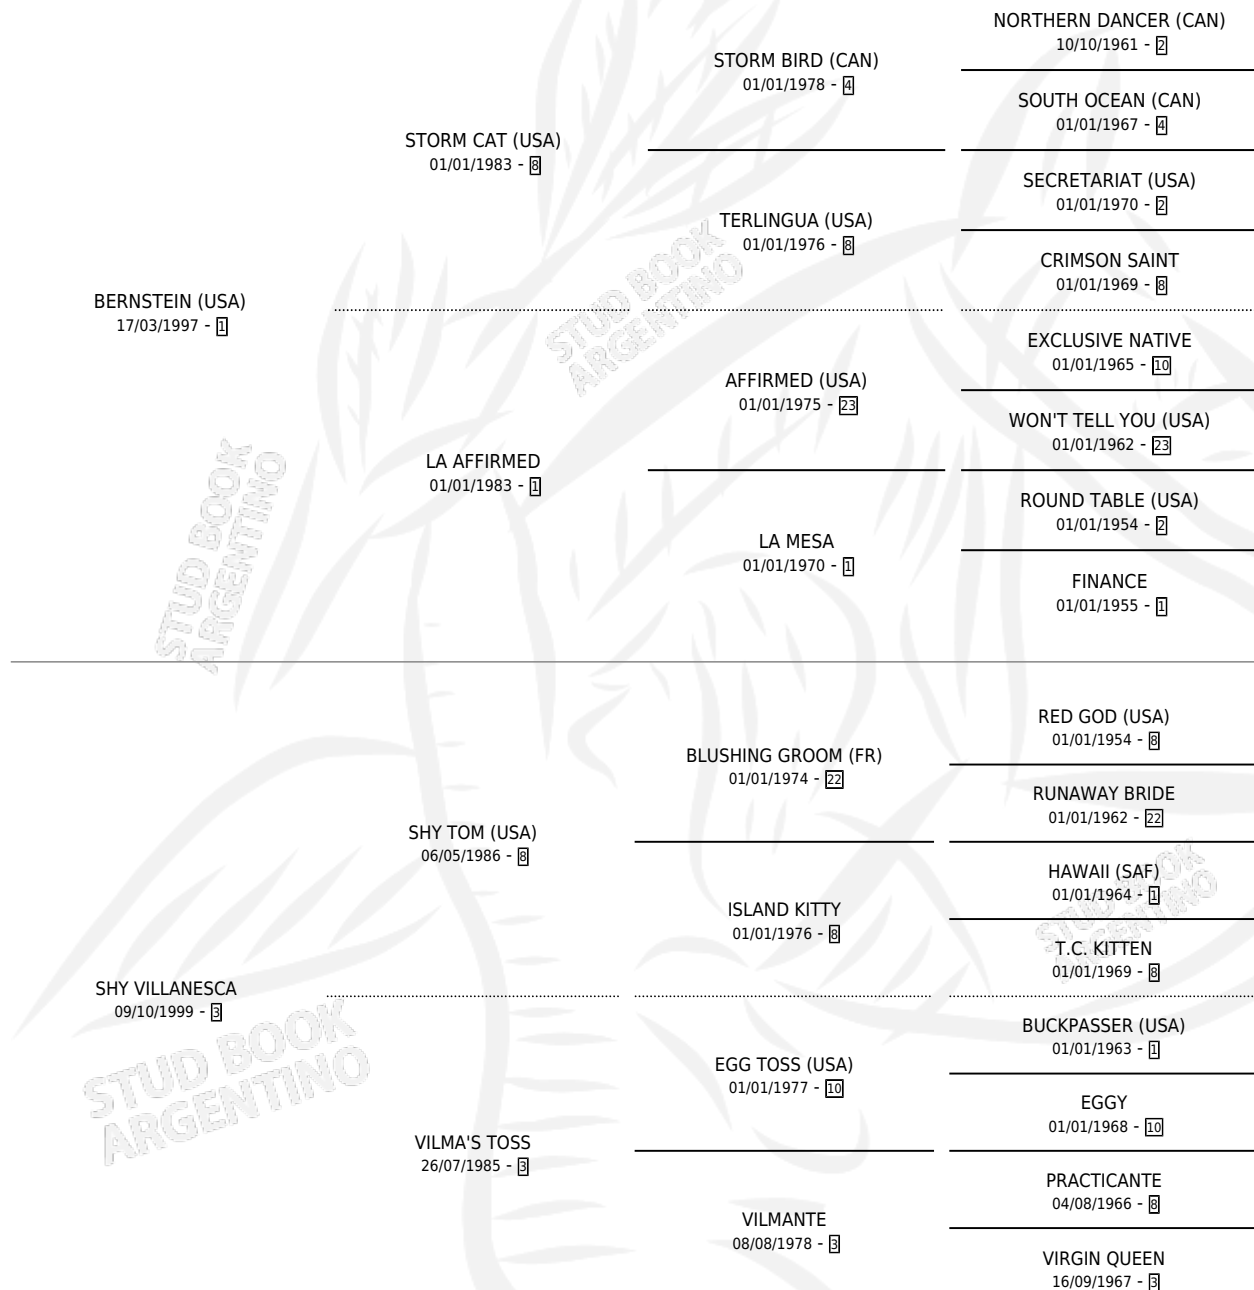 NORTHERN DANCER (CAN)
10/10/1961 - 2
STORM BIRD (CAN)
01/01/1978 - 4
SOUTH OCEAN (CAN)
01/01/1967 - 4
STORM CAT (USA)
01/01/1983 - 8
SECRETARIAT (USA)
01/01/1970 - 2
TERLINGUA (USA)
01/01/1976 - 8
CRIMSON SAINT
01/01/1969 - 8
BERNSTEIN (USA)
17/03/1997 - 1
EXCLUSIVE NATIVE
01/01/1965 - 10
AFFIRMED (USA)
01/01/1975 - 23
WON'T TELL YOU (USA)
01/01/1962 - 23
LA AFFIRMED
01/01/1983 - 1
ROUND TABLE (USA)
01/01/1954 - 2
LA MESA
01/01/1970 - 1
FINANCE
01/01/1955 - 1
RED GOD (USA)
01/01/1954 - 8
BLUSHING GROOM (FR)
01/01/1974 - 22
RUNAWAY BRIDE
01/01/1962 - 22
SHY TOM (USA)
06/05/1986 - 8
HAWAII (SAF)
01/01/1964 - 1
ISLAND KITTY
01/01/1976 - 8
T.C. KITTEN
01/01/1969 - 8
SHY VILLANESCA
09/10/1999 - 3
BUCKPASSER (USA)
01/01/1963 - 1
EGG TOSS (USA)
01/01/1977 - 10
EGGY
01/01/1968 - 10
VILMA'S TOSS
26/07/1985 - 3
PRACTICANTE
04/08/1966 - 8
VILMANTE
08/08/1978 - 3
VIRGIN QUEEN
16/09/1967 - 3
STUD BOOK
ARGENTINO
STUD BOOK
ARGENTINO
STUD BOOK
ARGENTINO
STUD BOOK
ARGENTINO